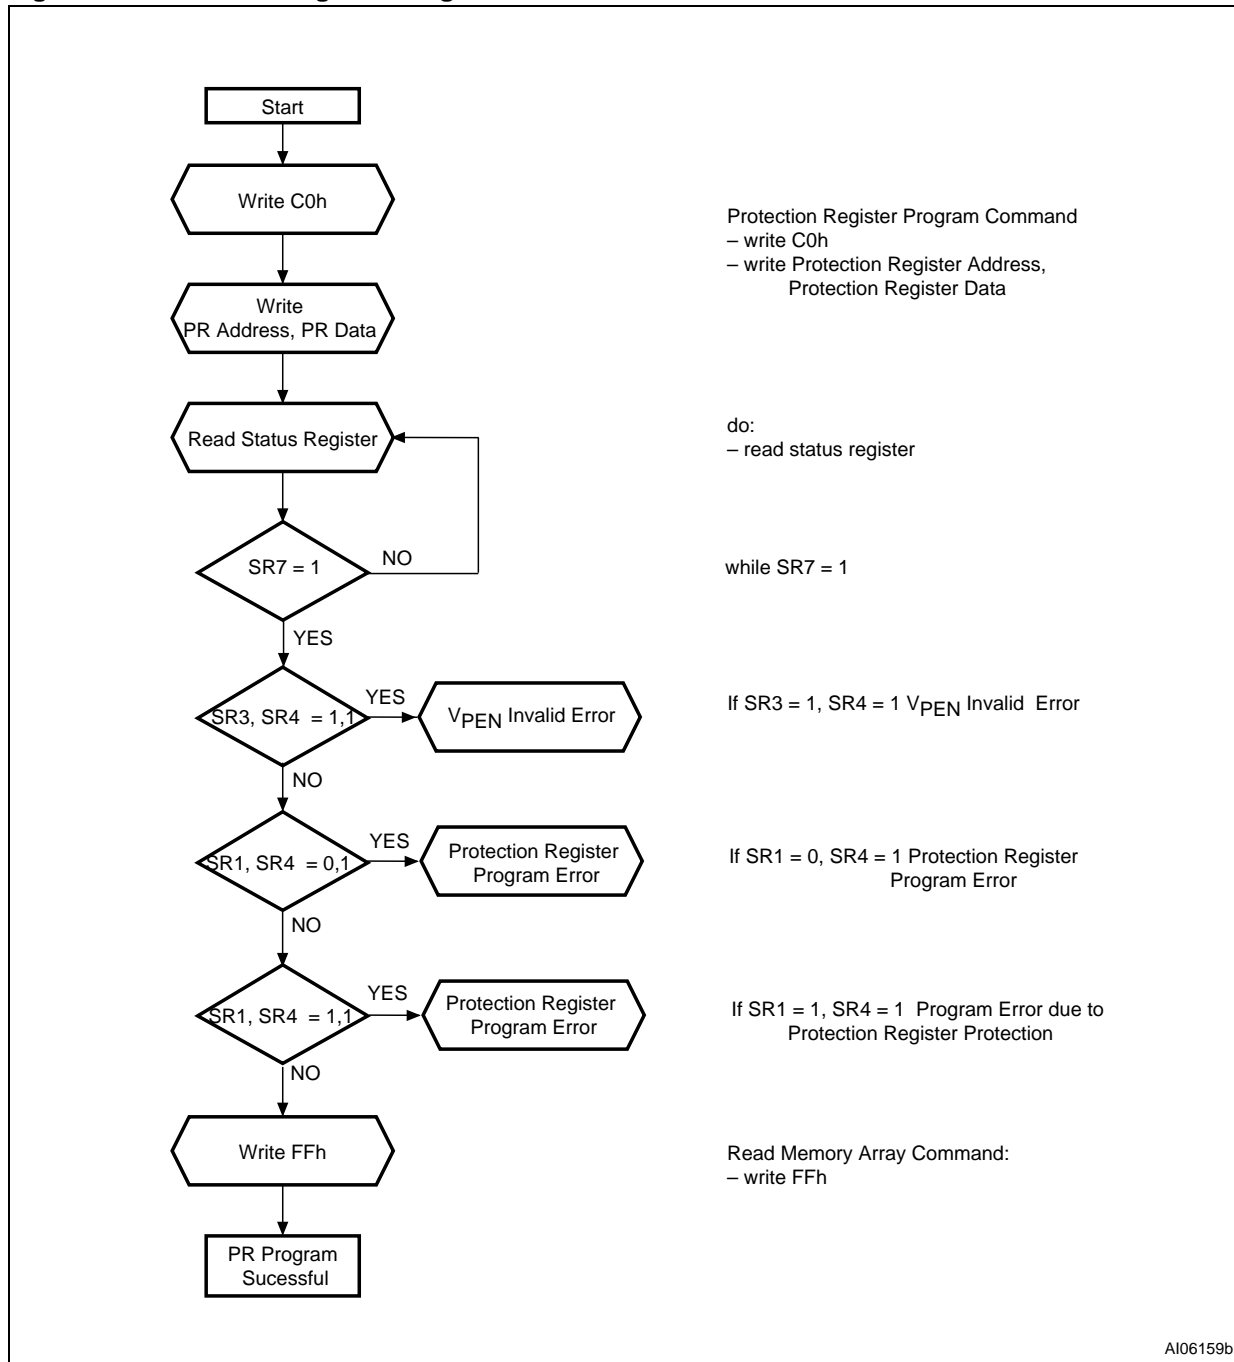 Start
Write C0h
Protection Register Program Command
– write C0h
– write Protection Register Address,
Protection Register Data
Write
PR Address, PR Data
Read Status Register
do:
– read status register
SR7 = 1
NO
while SR7 = 1
YES
SR3, SR4 = 1,1
YES
VPEN Invalid Error
If SR3 = 1, SR4 = 1 VPEN Invalid Error
NO
SR1, SR4 = 0,1
YES
Protection Register
Program Error
If SR1 = 0, SR4 = 1 Protection Register
Program Error
NO
SR1, SR4 = 1,1
YES
Protection Register
Program Error
If SR1 = 1, SR4 = 1 Program Error due to
Protection Register Protection
NO
Write FFh
Read Memory Array Command:
– write FFh
PR Program
Sucessful
AI06159b